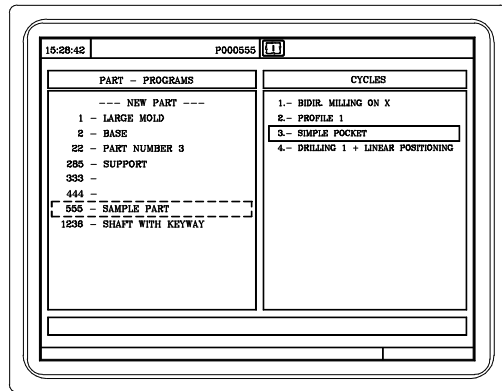 15:28:42 P000555
PART - PROGRAMS
--- NEW PART ---
1 - LARGE MOLD
2 - BASE
22 - PART NUMBER 3
285 - SUPPORT
333 -
444 -
555 - SAMPLE PART
1236 - SHAFT WITH KEYWAY
CYCLES
1.- BIDIR. MILLING ON X
2.- PROFILE 1
3.- SIMPLE POCKET
4.- DRILLING 1 + LINEAR POSITIONING